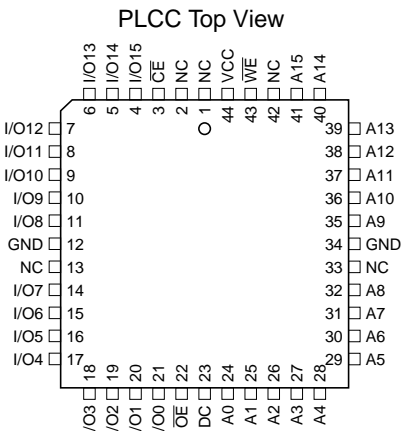 PLCC Top View
I/O13
I/O14
I/O15
CE
NC
NC
VCC
WE
NC
A15
A14
6
5
4
3
2
1
44
43
42
41
40
I/O12 7
I/O11 8
I/O10 9
I/O9 10
I/O8 11
GND 12
NC 13
I/O7 14
I/O6 15
I/O5 16
I/O4 17
39 A13
38 A12
37 A11
36 A10
35 A9
34 GND
33 NC
32 A8
31 A7
30 A6
29 A5
18
19
20
21
22
23
24
25
26
27
28
I/O3
I/O2
I/O1
I/O0
OE
DC
A0
A1
A2
A3
A4